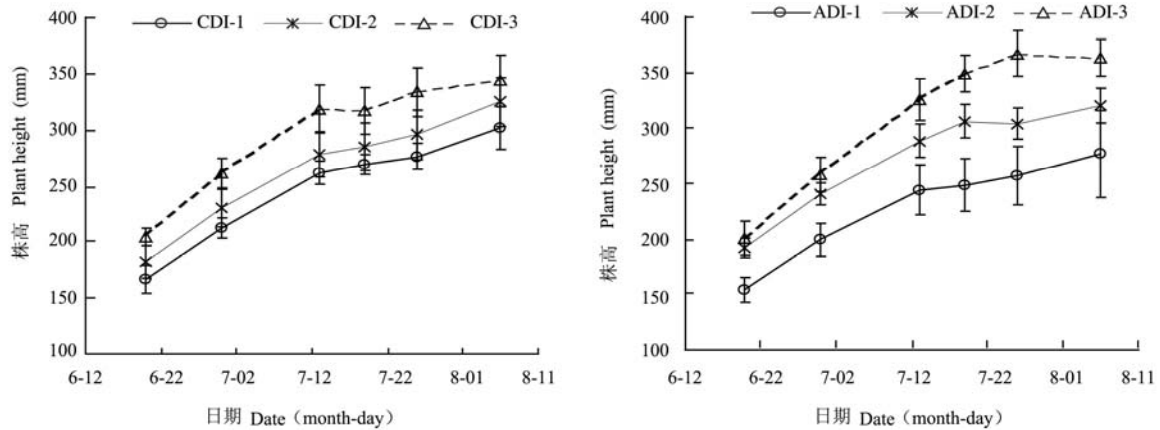 CDI-1 CDI-2 CDI-3
400
350
300
250
200
150
100
株高 Plant height (mm)
6-12 6-22 7-02 7-12 7-22 8-01 8-11
日期 Date（month-day）
ADI-1 ADI-2 ADI-3
400
350
300
250
200
150
100
株高 Plant height (mm)
6-12 6-22 7-02 7-12 7-22 8-01 8-11
日期 Date（month-day）